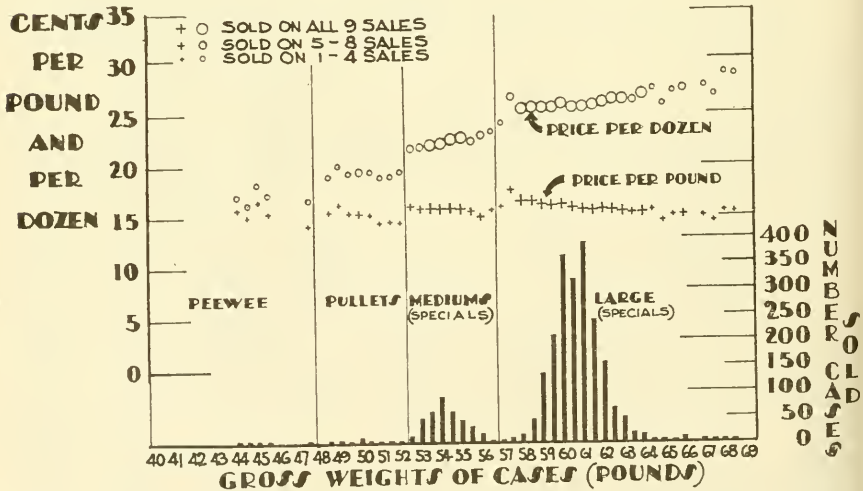 CENTS
PER
POUND
AND
PER
DOZEN
35
30
25
20
15
10
5
0
+ O SOLD ON ALL 9 SALES
+ o SOLD ON 5-8 SALES
+ o SOLD ON 1-4 SALES
PRICE PER DOZEN
PRICE PER POUND
PEEWEE
PULLETS
MEDIUMS
(SPECIALS)
LARGE
(SPECIALS)
400
350
300
250
200
150
100
50
0
NUMBER CASES
SOLD
40 41 42 43 44 45 46 47 48 49 50 51 52 53 54 55 56 57 58 59 60 61 62 63 64 65 66 67 68 69
GROSS WEIGHTS OF CASES (POUNDS)